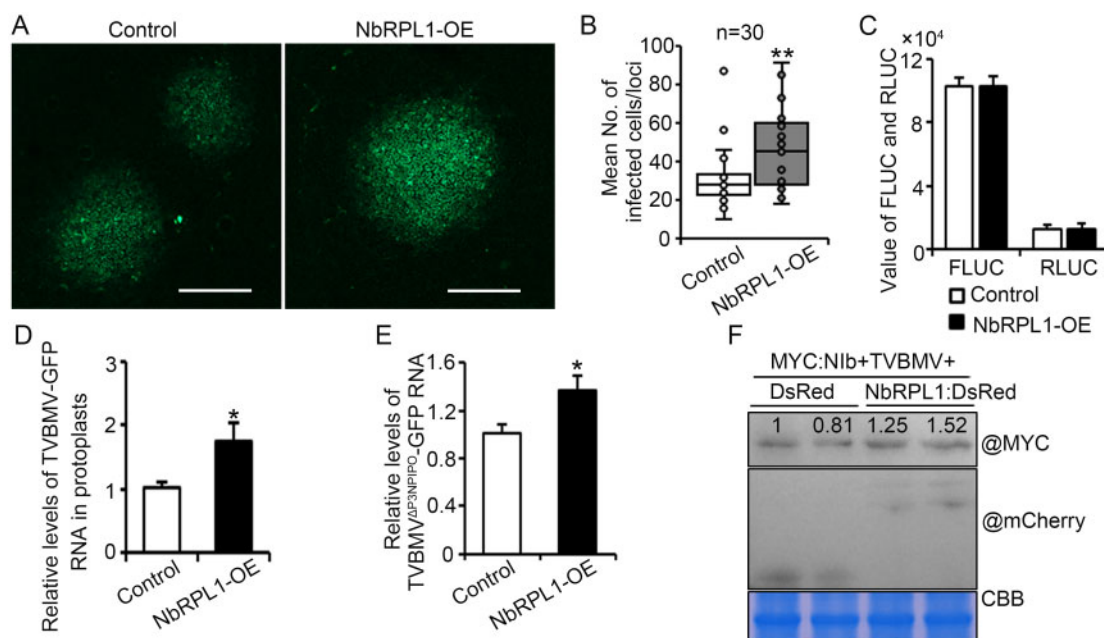 A
Control
NbRPL1-OE
B
n=30
**
Mean No. of
infected cells/loci
100
80
60
40
20
0
Control
NbRPL1-OE
C
×10⁴
Value of FLUC and RLUC
12
8
4
0
FLUC
RLUC
Control
NbRPL1-OE
D
Relative levels of TVBMV-GFP
RNA in protoplasts
3
2
1
0
*
Control
NbRPL1-OE
E
Relative levels of
TVBMV^ΔP3NPIPO-GFP RNA
1.6
1.2
0.8
0.4
0
*
Control
NbRPL1-OE
F
MYC:NIb+TVBMV+
DsRed
NbRPL1:DsRed
1 0.81 1.25 1.52
@MYC
@mCherry
CBB